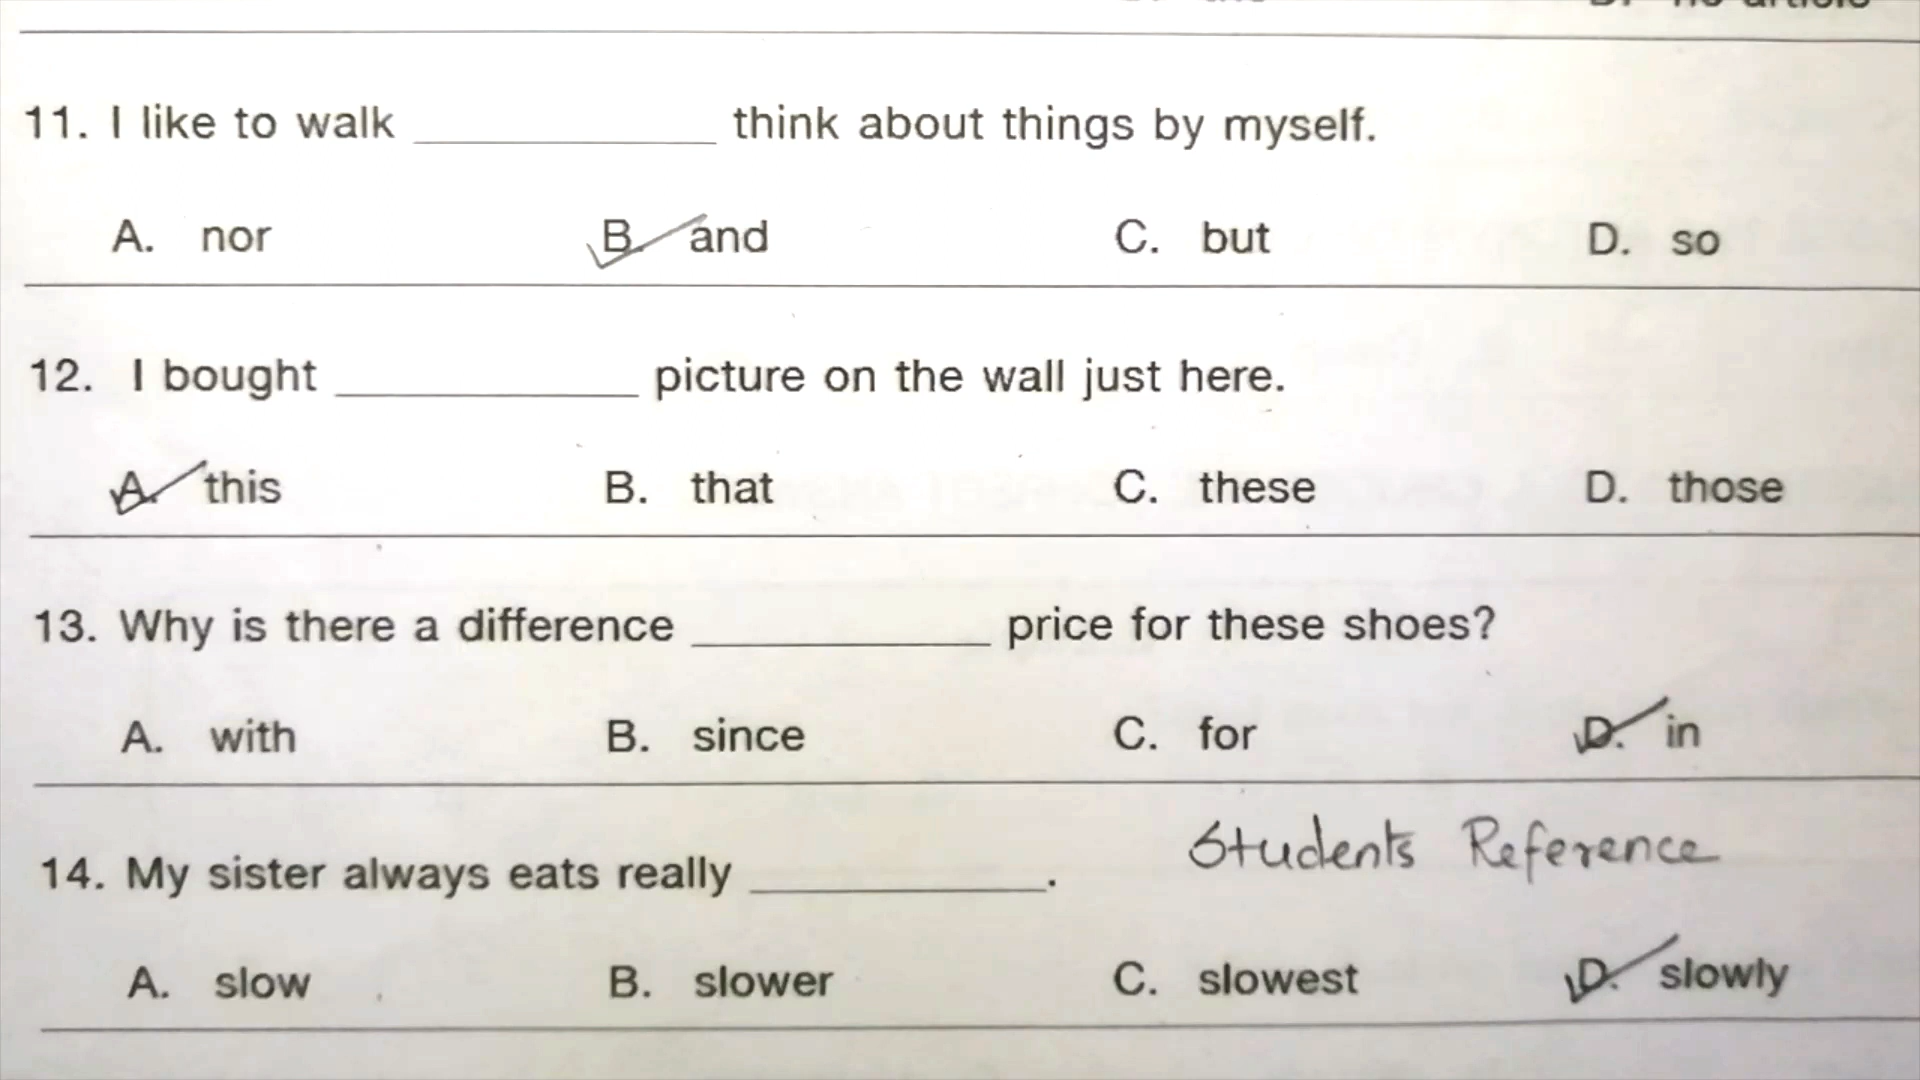 11. I like to walk ____________ think about things by myself.
A. nor B. and C. but D. so
12. I bought ____________ picture on the wall just here.
A. this B. that C. these D. those
13. Why is there a difference ____________ price for these shoes?
A. with B. since C. for D. in
Students Reference
14. My sister always eats really ____________.
A. slow B. slower C. slowest D. slowly